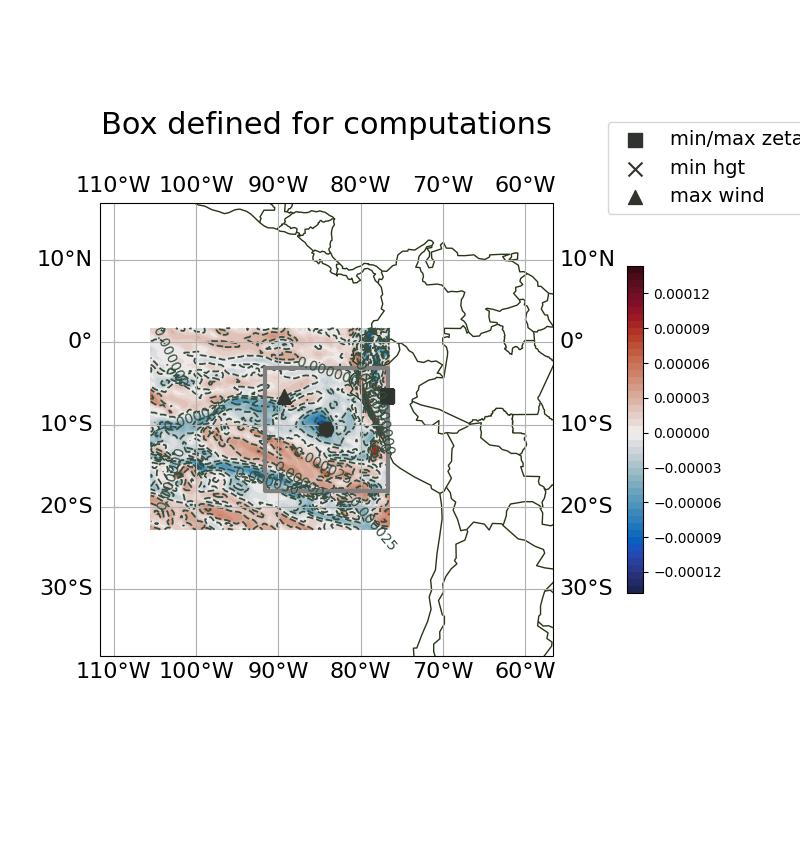 Box defined for computations
min/max zeta
min hgt
max wind
110°W 100°W 90°W 80°W 70°W 60°W
10°N 10°N
0° 0°
10°S 10°S
20°S 20°S
30°S 30°S
110°W 100°W 90°W 80°W 70°W 60°W
0.00012
0.00009
0.00006
0.00003
0.00000
−0.00003
−0.00006
−0.00009
−0.00012